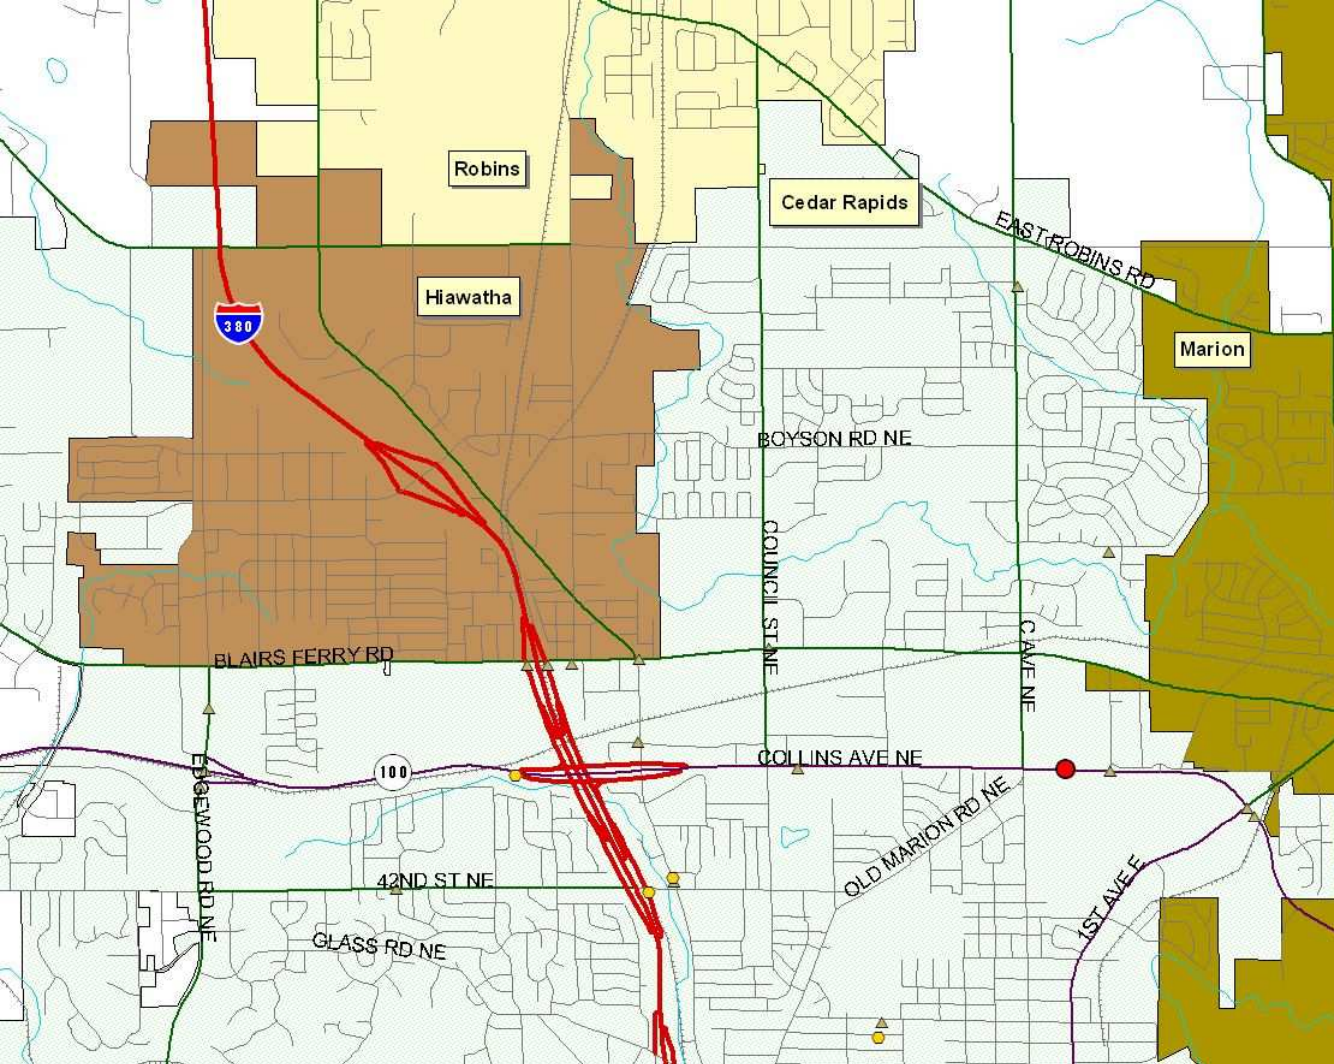 Robins
Cedar Rapids
EAST ROBINS RD
Hiawatha
380
Marion
BOYSON RD NE
COUNCIL ST NE
C AVE NE
BLAIRS FERRY RD
COLLINS AVE NE
100
EDGEWOOD RD NE
OLD MARION RD NE
42ND ST NE
1ST AVE E
GLASS RD NE